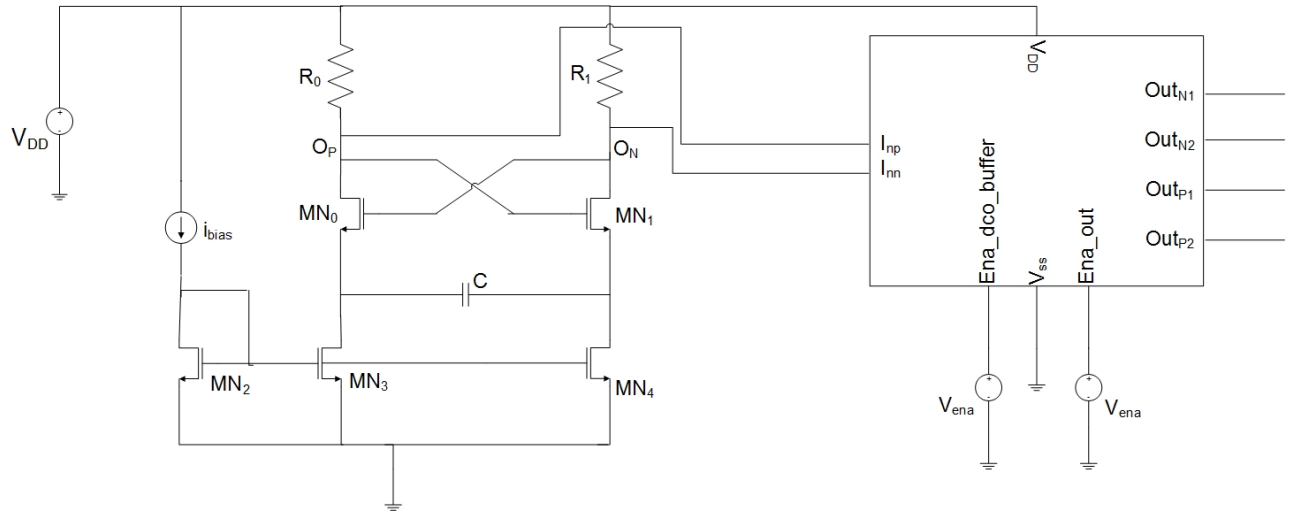 V_DD
+
-
i_bias
R_0
R_1
O_P
O_N
MN_0
MN_1
C
MN_2
MN_3
MN_4
V_DD
I_np
I_nn
Out_N1
Out_N2
Out_P1
Out_P2
Ena_dco_buffer
V_ss
Ena_out
+
-
V_ena
+
-
V_ena